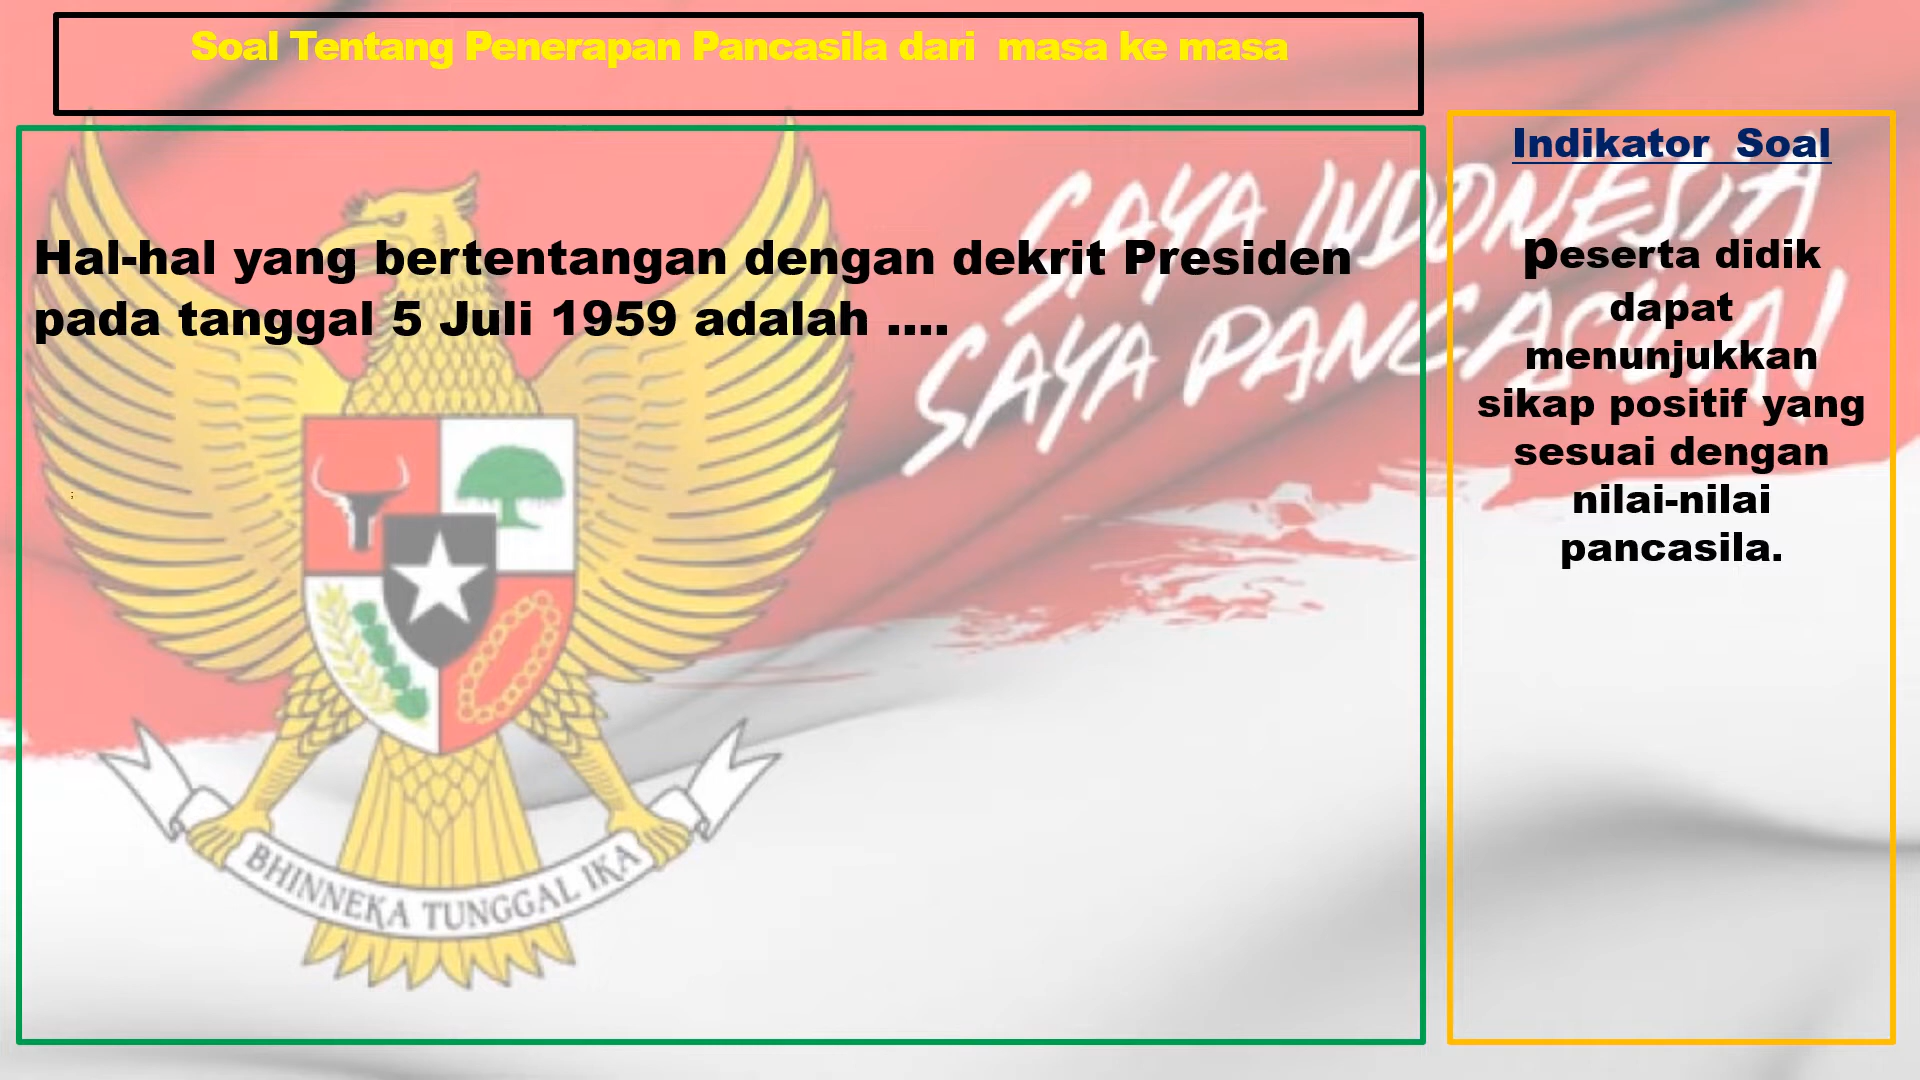 Soal Tentang Penerapan Pancasila dari  masa ke masa
Hal-hal yang bertentangan dengan dekrit Presiden
pada tanggal 5 Juli 1959 adalah ....
;
SAYA INDONESIA
SAYA PANCASILA!
BHINNEKA TUNGGAL IKA
Indikator  Soal
peserta didik
dapat
menunjukkan
sikap positif yang
sesuai dengan
nilai-nilai
pancasila.